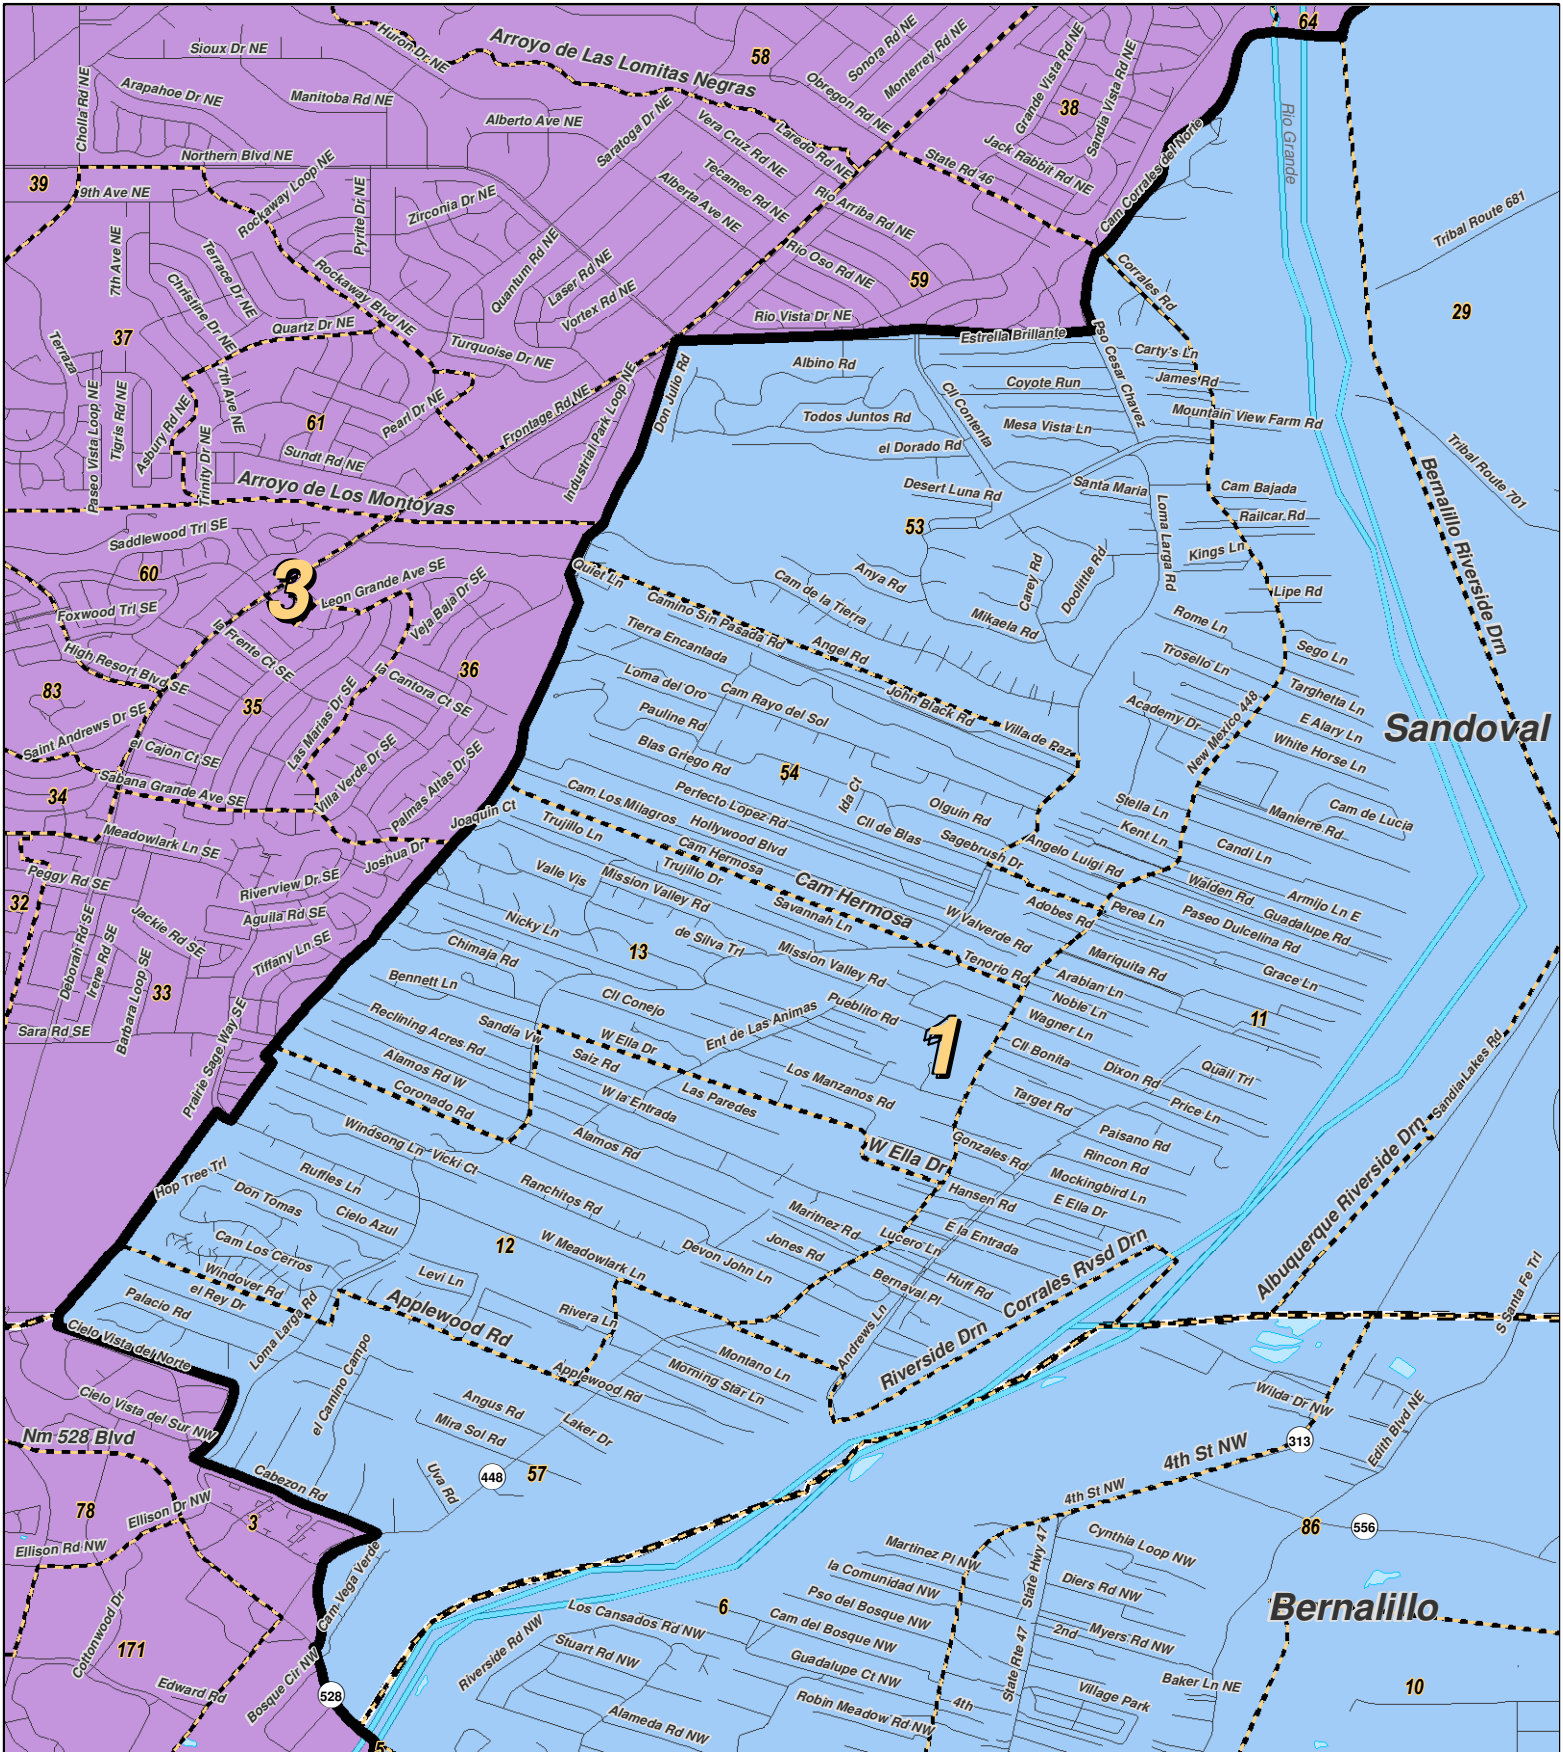 64
Sioux Dr NE
Huron Dr NE
Arroyo de Las Lomitas Negras
58
Sonora Rd NE
Monterrey Rd NE
Obregon Rd NE
Grande Vista Rd NE
Sandia Vista Rd NE
38
Cholla Rd NE
Arapahoe Dr NE
Manitoba Rd NE
Alberto Ave NE
Saratoga Dr NE
Vera Cruz Rd NE
Laredo Rd NE
State Rd 46
Jack Rabbit Rd NE
Cam Corrales del Norte
Rio Grande
Northern Blvd NE
39
9th Ave NE
Rockaway Loop NE
Pyrite Dr NE
Zirconia Dr NE
Alberta Ave NE
Tecamec Rd NE
Rio Arriba Rd NE
Tribal Route 681
7th Ave NE
Terrace Dr NE
Christine Dr NE
Rockaway Blvd NE
Quantum Rd NE
Laser Rd NE
Vortex Rd NE
Rio Oso Rd NE
59
Corrales Rd
29
37
Terraza
Quartz Dr NE
Turquoise Dr NE
Rio Vista Dr NE
Estrella Brillante
Pso Cesar Chavez
Carty's Ln
James Rd
Paseo Vista Loop NE
Tigris Rd NE
Asbury Rd NE
7th Ave NE
Trinity Dr NE
61
Pearl Dr NE
Sundt Rd NE
Frontage Rd NE
Industrial Park Loop NE
Don Julio Rd
Albino Rd
Coyote Run
Cll Contenta
Todos Juntos Rd
Mesa Vista Ln
Mountain View Farm Rd
el Dorado Rd
Tribal Route 701
Arroyo de Los Montoyas
Desert Luna Rd
Santa Maria
Cam Bajada
Loma Larga Rd
Railcar Rd
Bernalillo Riverside Drn
53
Saddlewood Trl SE
60
3
Leon Grande Ave SE
Veja Baja Dr SE
Quiet Ln
Kings Ln
Anya Rd
Cam de la Tierra
Carey Rd
Doolittle Rd
Lipe Rd
Foxwood Trl SE
la Frente Ct SE
Camino Sin Pasada Rd
Tierra Encantada
Angel Rd
Mikaela Rd
Rome Ln
Sego Ln
High Resort Blvd SE
36
la Cantora Ct SE
Loma del Oro
Cam Rayo del Sol
John Black Rd
Trosello Ln
Targhetta Ln
83
35
Las Marias Dr SE
Pauline Rd
Villa de Paz
Academy Dr
New Mexico 448
E Alary Ln
Saint Andrews Dr SE
el Cajon Ct SE
Villa Verde Dr SE
Palmas Altas Dr SE
Blas Griego Rd
54
White Horse Ln
Sandoval
34
Sabana Grande Ave SE
Joaquin Ct
Cam Los Milagros
Perfecto Lopez Rd
Ida Ct
Olguin Rd
Stella Ln
Manierre Rd
Cam de Lucia
Meadowlark Ln SE
Joshua Dr
Trujillo Ln
Hollywood Blvd
Cll de Blas
Sagebrush Dr
Angelo Luigi Rd
Kent Ln
Candi Ln
Peggy Rd SE
Riverview Dr SE
Valle Vis
Cam Hermosa
Trujillo Dr
Cam Hermosa
Walden Rd
Armijo Ln E
32
Deborah Rd SE
Irene Rd SE
Jackie Rd SE
Aguila Rd SE
Mission Valley Rd
Savannah Ln
W Valverde Rd
Adobes Rd
Perea Ln
Guadalupe Rd
Paseo Dulcelina Rd
Nicky Ln
de Silva Trl
Tiffany Ln SE
Chimaja Rd
13
Mission Valley Rd
Tenorio Rd
Mariquita Rd
Grace Ln
33
Barbara Loop SE
Bennett Ln
Arabian Ln
Sara Rd SE
Prairie Sage Way SE
Cll Conejo
Pueblito Rd
Noble Ln
Reclining Acres Rd
Sandia Vw
W Ella Dr
Ent de Las Animas
1
Wagner Ln
11
Saiz Rd
Cll Bonita
Alamos Rd W
Los Manzanos Rd
Dixon Rd
Quail Trl
Sandia Lakes Rd
Coronado Rd
W la Entrada
Las Paredes
Target Rd
Price Ln
Windsong Ln
Vicki Ct
Alamos Rd
W Ella Dr
Gonzales Rd
Paisano Rd
Rincon Rd
Hop Tree Trl
Ruffles Ln
Ranchitos Rd
Mockingbird Ln
Albuquerque Riverside Drn
Don Tomas
Cielo Azul
Hansen Rd
E Ella Dr
Maritnez Rd
Lucero Ln
E la Entrada
Cam Los Cerros
12
W Meadowlark Ln
Devon John Ln
Jones Rd
Corrales Rvsd Drn
Windover Rd
Levi Ln
Bernaval Pl
Huff Rd
el Rey Dr
Palacio Rd
Applewood Rd
Rivera Ln
Andrews Ln
Riverside Drn
S Santa Fe Trl
Cielo Vista del Norte
Loma Larga Rd
el Camino Campo
Montano Ln
Morning Star Ln
Applewood Rd
Cielo Vista del Sur NW
Angus Rd
Wilda Dr NW
Nm 528 Blvd
Mira Sol Rd
Laker Dr
Edith Blvd NE
Cabezon Rd
Uva Rd
448
57
4th St NW
313
78
Ellison Dr NW
3
4th St NW
86
556
Ellison Rd NW
Martinez Pl NW
State Hwy 47
Cynthia Loop NW
Cam Vega Verde
la Comunidad NW
Diers Rd NW
Cottonwood Dr
6
Pso del Bosque NW
Bernalillo
Los Cansados Rd NW
Cam del Bosque NW
2nd
Myers Rd NW
171
Riverside Rd NW
Stuart Rd NW
Guadalupe Ct NW
State Rte 47
Baker Ln NE
10
Edward Rd
Bosque Cir NW
528
Robin Meadow Rd NW
4th
Village Park
Alameda Rd NW
5